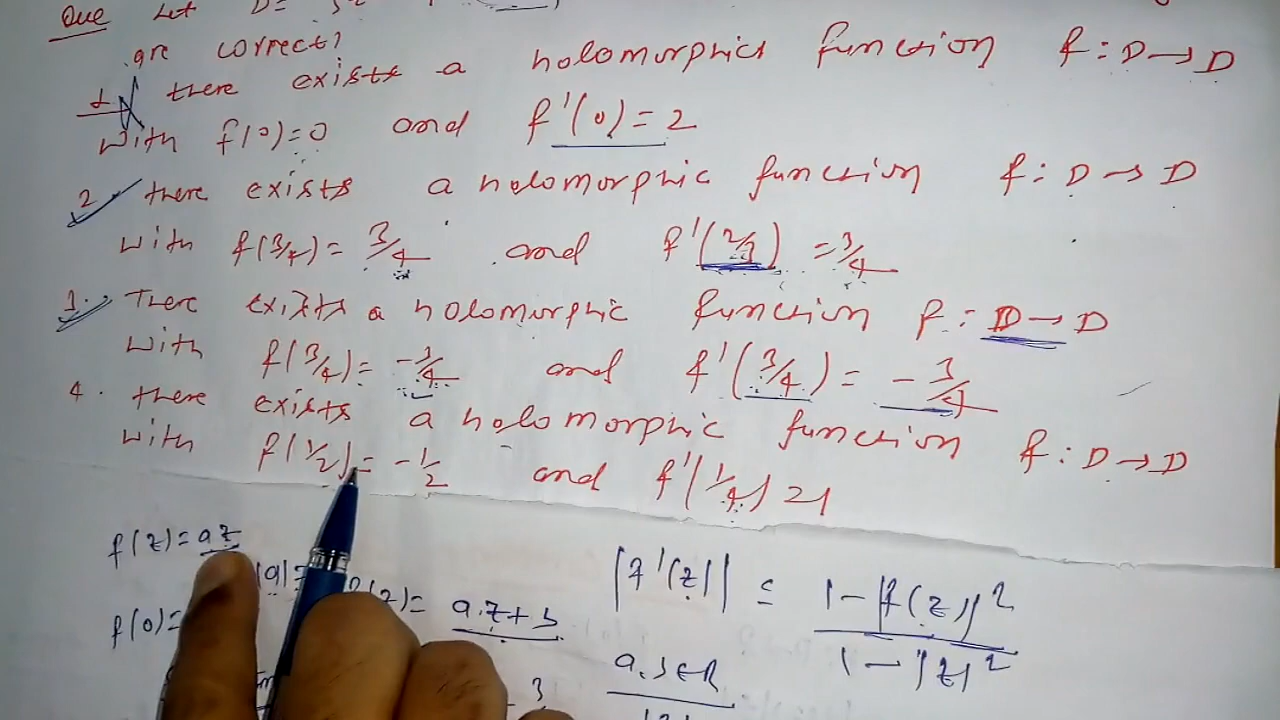 Que Let D =
are correct?
1 there exists a holomorphic function f : D → D
with f(0)=0 and f'(0)=2
2 there exists a holomorphic function f : D → D
with f(3/4) = 3/4 and f'(2/3) = 3/4
3. There exists a holomorphic function f : D → D
with f(3/4) = -3/4 and f'(3/4) = -3/4
4. there exists a holomorphic function f : D → D
with f(1/2) = -1/2 and f'(1/4) = 1
f(z) = az
|f'(z)| ≤ 1-|f(z)|² / 1-|z|²
|a|= (z)= a.z+b
f(0)=
a,b ∈ R